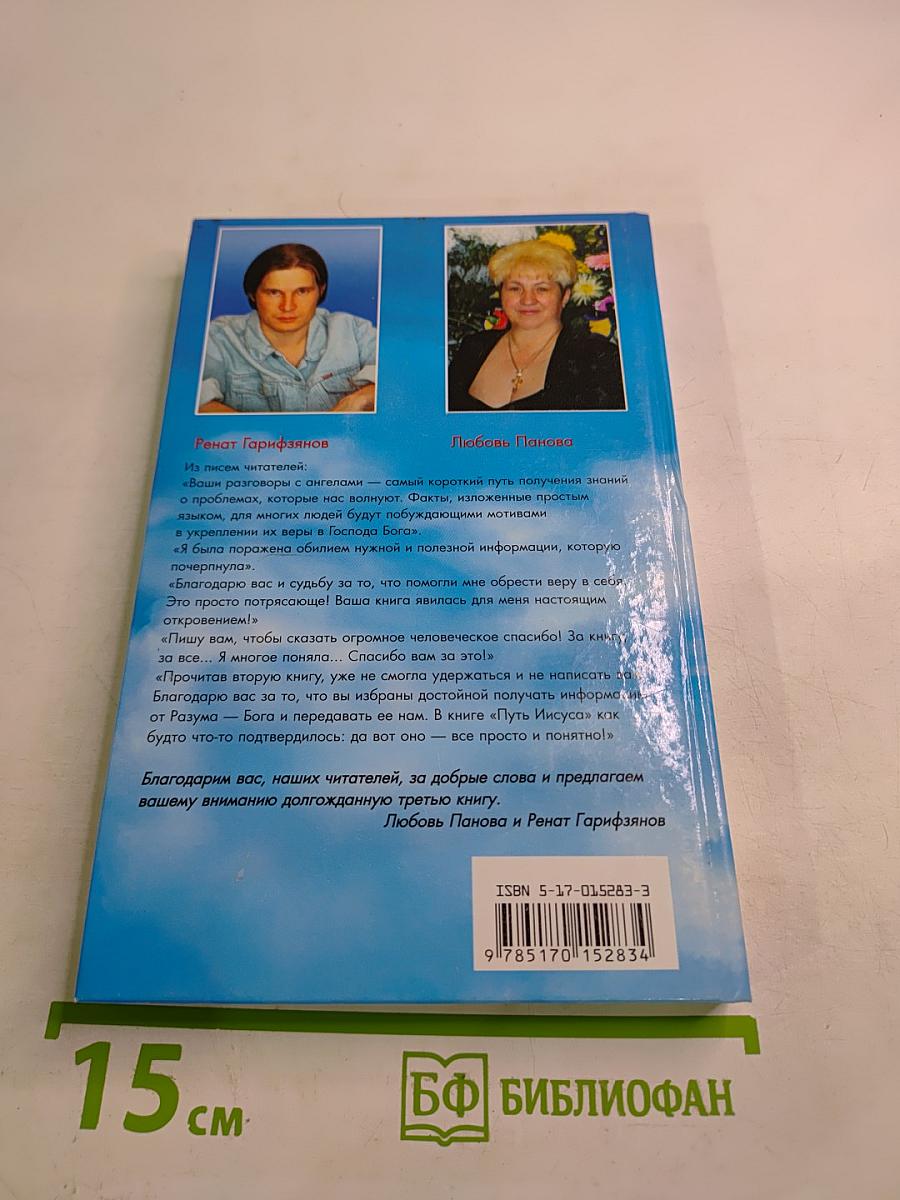 Ренат Гарифзянов
Любовь Панова
Из писем читателей:
«Ваши разговоры с ангелами — самый короткий путь получения знаний
о проблемах, которые нас волнуют. Факты, изложенные простым
языком, для многих людей будут побуждающими мотивами
в укреплении их веры в Господа Бога».
«Я была поражена обилием нужной и полезной информации, которую
почерпнула».
«Благодарю вас и судьбу за то, что помогли мне обрести веру в себя.
Это просто потрясающе! Ваша книга явилась для меня настоящим
откровением!»
«Пишу вам, чтобы сказать огромное человеческое спасибо! За книгу,
за все... Я многое поняла... Спасибо вам за это!»
«Прочитав вторую книгу, уже не смогла удержаться и не написать
Благодарю вас за то, что вы избраны достойной получать
от Разума — Бога и передавать ее нам. В книге «Путь Иисуса» как
будто что-то подтвердилось: да вот оно — все просто и понятно!»
Благодарим вас, наших читателей, за добрые слова и предлагаем
вашему вниманию долгожданную третью книгу.
Любовь Панова и Ренат Гарифзянов
ISBN 5-17-015283-3
9 785170 152834
15 см
БФ БИБЛИОФАН